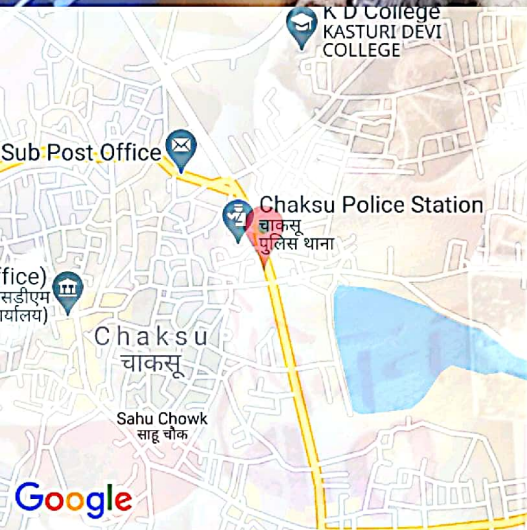 K D College
KASTURI DEVI
COLLEGE
Sub Post Office
Chaksu Police Station
चाकसू
पुलिस थाना
ffice)
सडीएम
र्यालय)
Chaksu
चाकसू
Sahu Chowk
साहू चौक
Google